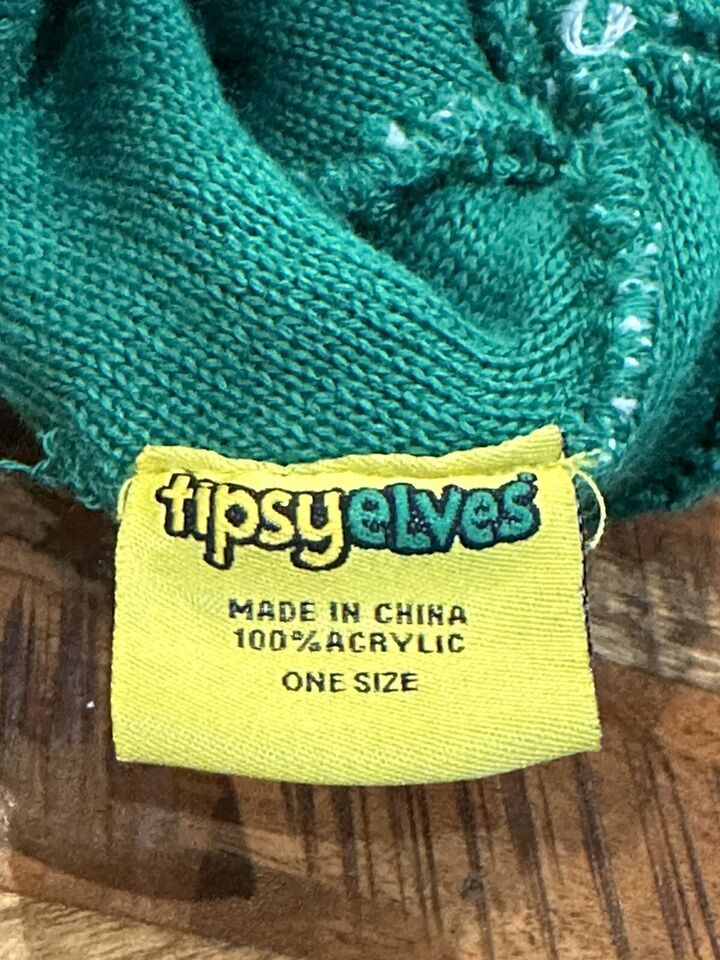 tipsyelves
MADE IN CHINA
100% ACRYLIC
ONE SIZE